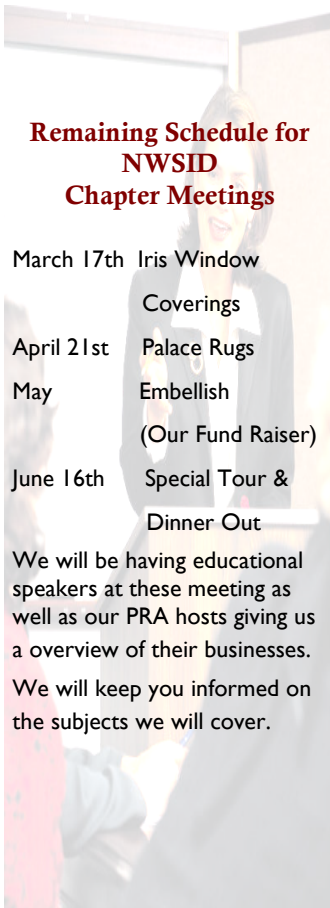 Remaining Schedule for
NWSID
Chapter Meetings
March 17th Iris Window
Coverings
April 21st Palace Rugs
May Embellish
(Our Fund Raiser)
June 16th Special Tour &
Dinner Out
We will be having educational
speakers at these meeting as
well as our PRA hosts giving us
a overview of their businesses.
We will keep you informed on
the subjects we will cover.